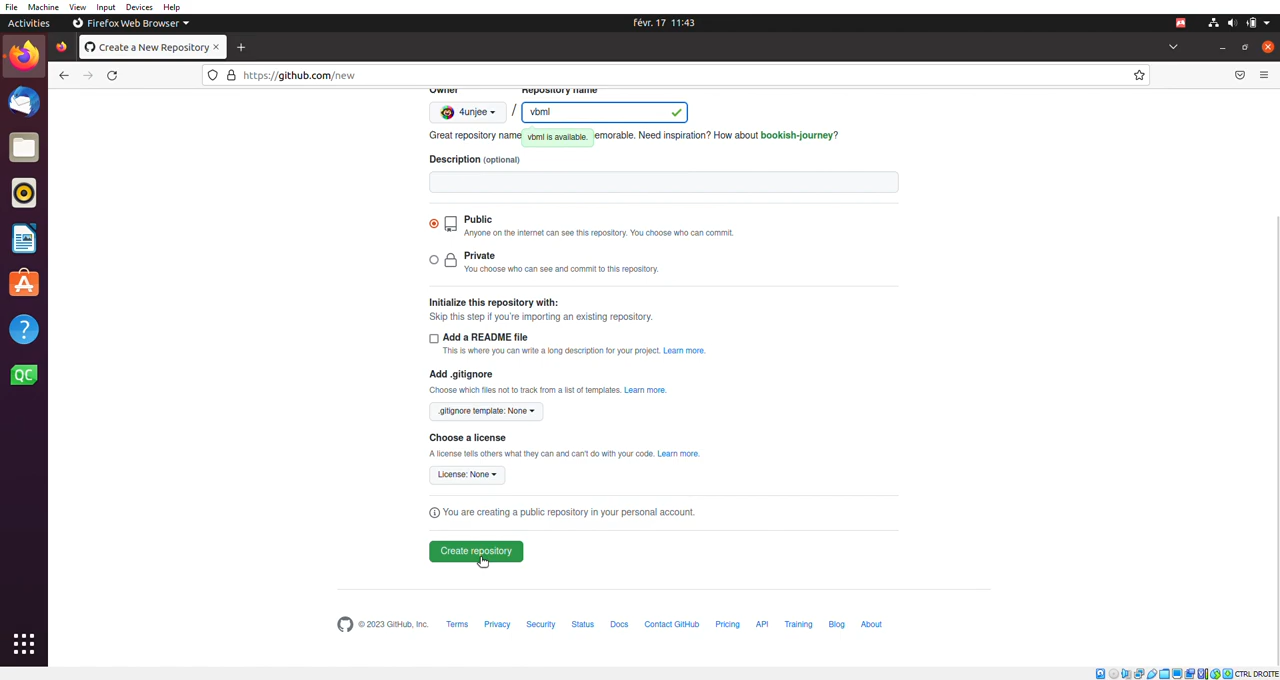 File Machine View Input Devices Help
Activities Firefox Web Browser févr. 17 11:43
Create a New Repository
https://github.com/new
Owner Repository name
4unjee / vbml
Great repository name emorable. Need inspiration? How about bookish-journey?
vbml is available.
Description (optional)
Public
Anyone on the internet can see this repository. You choose who can commit.
Private
You choose who can see and commit to this repository.
Initialize this repository with:
Skip this step if you're importing an existing repository.
Add a README file
This is where you can write a long description for your project. Learn more.
Add .gitignore
Choose which files not to track from a list of templates. Learn more.
.gitignore template: None
Choose a license
A license tells others what they can and can't do with your code. Learn more.
License: None
You are creating a public repository in your personal account.
Create repository
© 2023 GitHub, Inc. Terms Privacy Security Status Docs Contact GitHub Pricing API Training Blog About
QC
CTRL DROITE